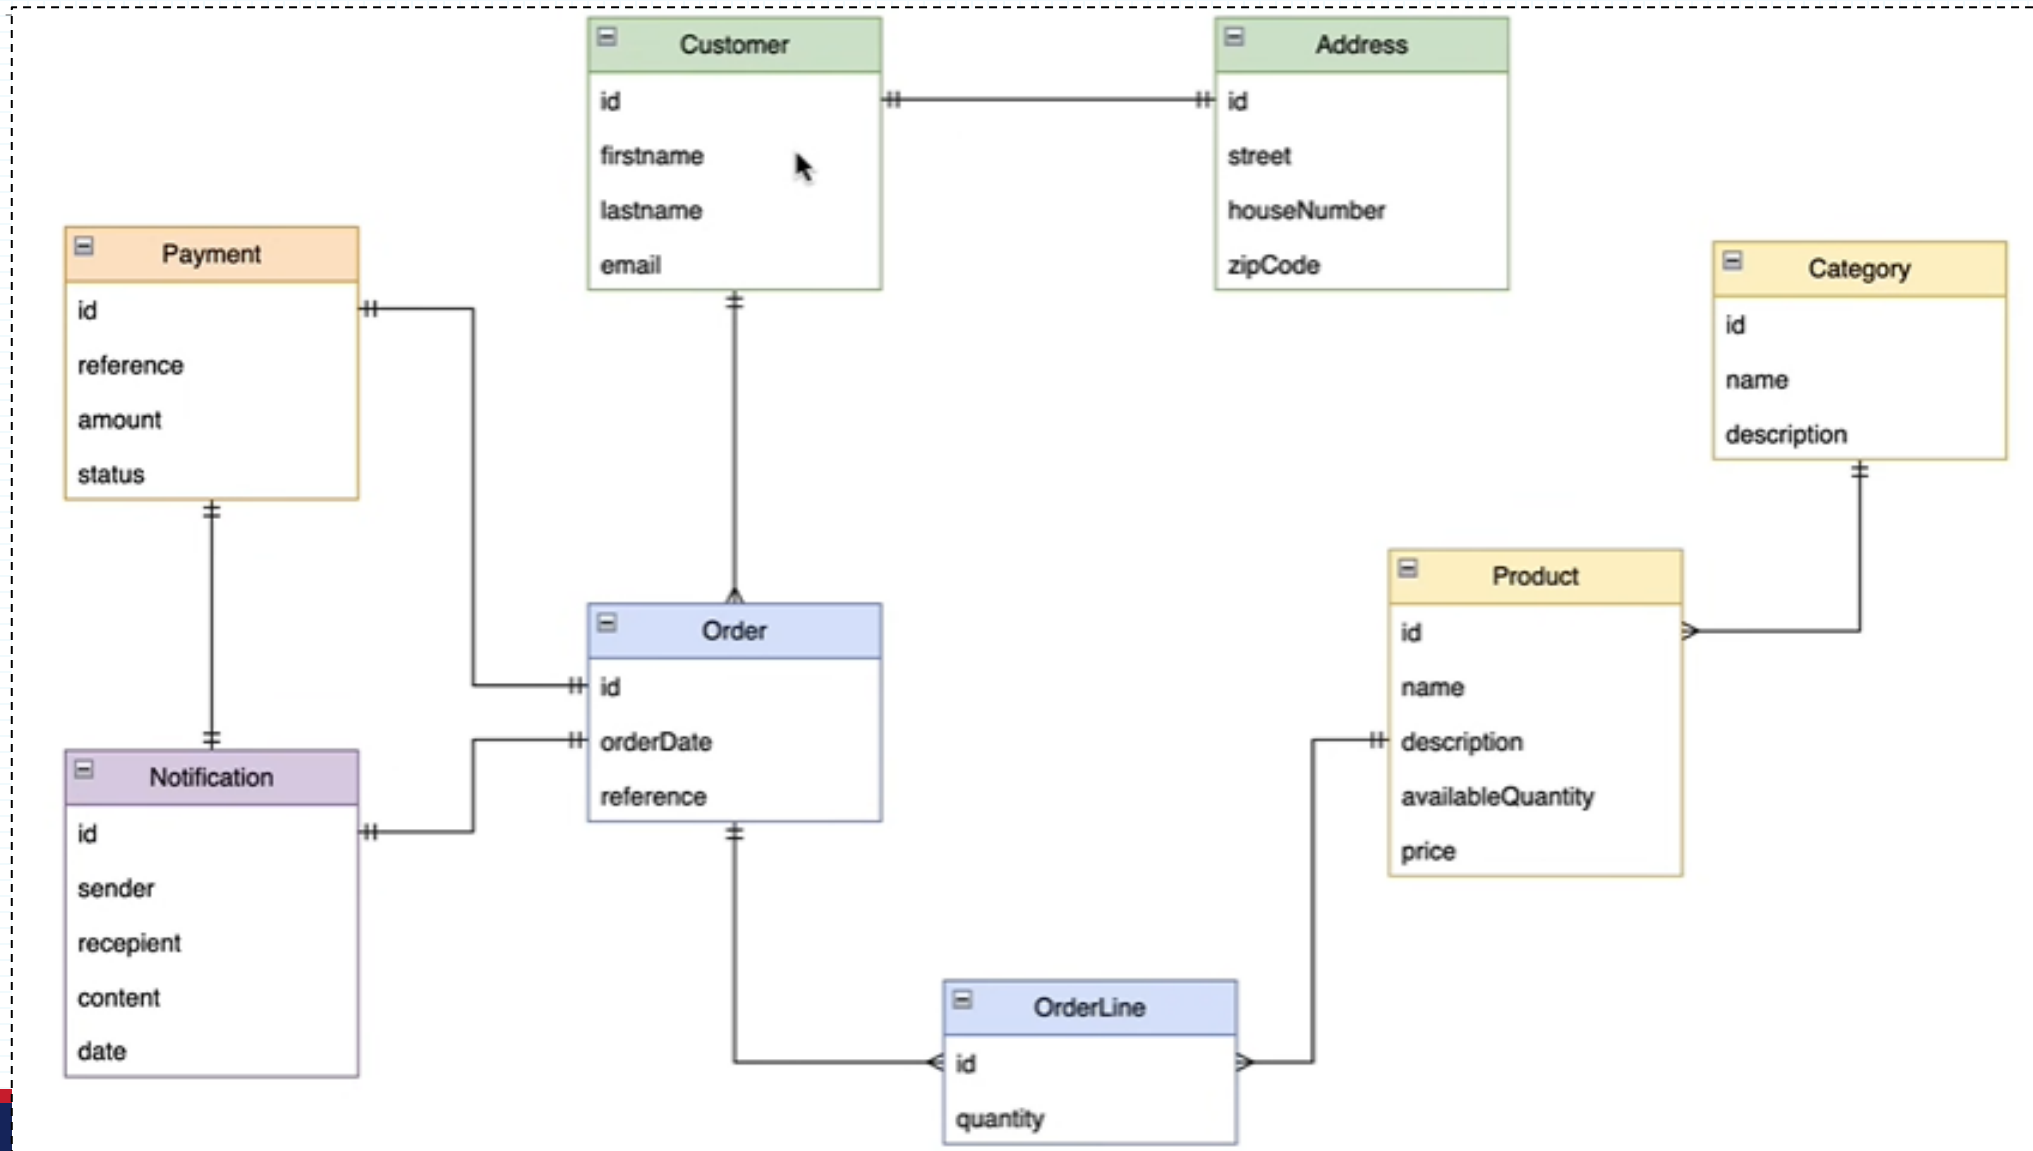 Customer
id
firstname
lastname
email
Address
id
street
houseNumber
zipCode
Payment
id
reference
amount
status
Category
id
name
description
Product
id
name
description
availableQuantity
price
Order
id
orderDate
reference
Notification
id
sender
recepient
content
date
OrderLine
id
quantity